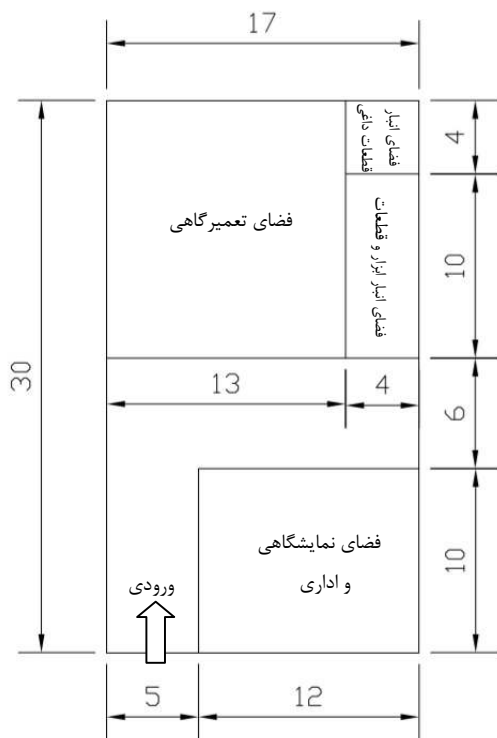 17
فضای انبار
قطعات داغی
4
فضای تعمیرگاهی
فضای انبار ابزار و قطعات
10
30
13
4
6
فضای نمایشگاهی
و اداری
10
ورودی
5
12